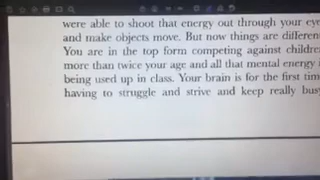 were able to shoot that energy out through your eye
and make objects move. But now things are differen
You are in the top form competing against childre
more than twice your age and all that mental energy i
being used up in class. Your brain is for the first tim
having to struggle and strive and keep really busy